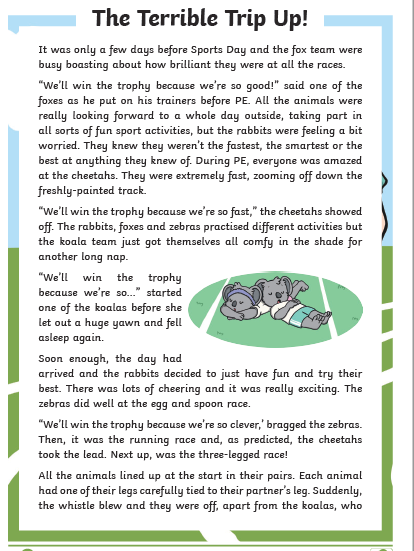 The Terrible Trip Up!
It was only a few days before Sports Day and the fox team were
busy boasting about how brilliant they were at all the races.
“We’ll win the trophy because we’re so good!” said one of the
foxes as he put on his trainers before PE. All the animals were
really looking forward to a whole day outside, taking part in
all sorts of fun sport activities, but the rabbits were feeling a bit
worried. They knew they weren’t the fastest, the smartest or the
best at anything they knew of. During PE, everyone was amazed
at the cheetahs. They were extremely fast, zooming off down the
freshly-painted track.
“We’ll win the trophy because we’re so fast,” the cheetahs showed
off. The rabbits, foxes and zebras practised different activities but
the koala team just got themselves all comfy in the shade for
another long nap.
“We’ll win the trophy
because we’re so...” started
one of the koalas before she
let out a huge yawn and fell
asleep again.
Soon enough, the day had
arrived and the rabbits decided to just have fun and try their
best. There was lots of cheering and it was really exciting. The
zebras did well at the egg and spoon race.
“‘We’ll win the trophy because we’re so clever,’ bragged the zebras.
Then, it was the running race and, as predicted, the cheetahs
took the lead. Next up, was the three-legged race!
All the animals lined up at the start in their pairs. Each animal
had one of their legs carefully tied to their partner’s leg. Suddenly,
the whistle blew and they were off, apart from the koalas, who